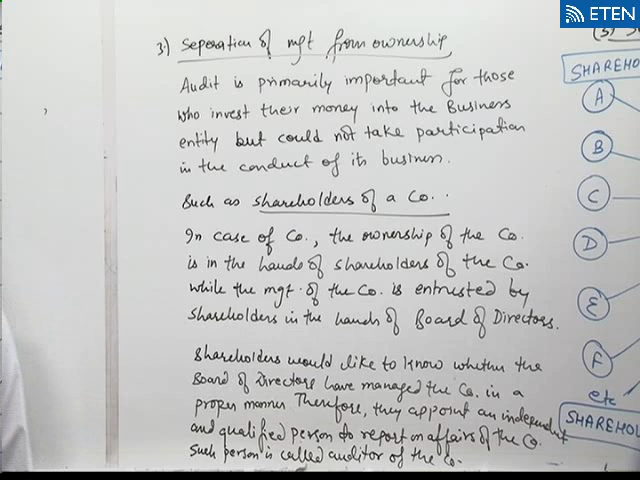 ETEN
3) Separation of mgt from ownership
Audit is primarily important for those
who invest their money into the Business
entity but could not take participation
in the conduct of its business.
Such as shareholders of a Co..
In case of Co., the ownership of the Co.
is in the hands of shareholders of the Co.
while the mgt. of the Co. is entrusted by
shareholders in the hands of Board of Directors.
Shareholders would like to know whether the
Board of Directors have managed the Co. in a
proper manner Therefore, they appoint an independent
and qualified person to report on affairs of the Co.
Such person is called auditor of the Co.
(3)
SHAREHO
A
B
C
D
E
F
etc
SHAREHOL